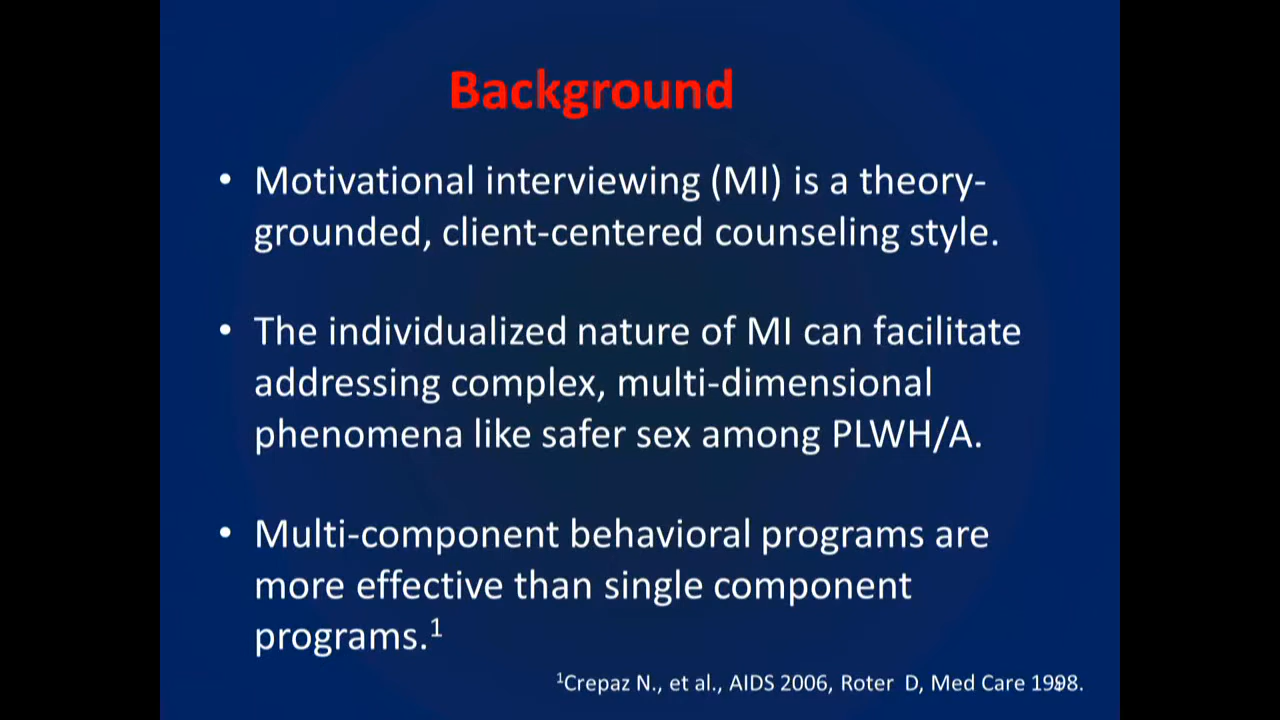 Background
• Motivational interviewing (MI) is a theory-
grounded, client-centered counseling style.
• The individualized nature of MI can facilitate
addressing complex, multi-dimensional
phenomena like safer sex among PLWH/A.
• Multi-component behavioral programs are
more effective than single component
programs.¹
¹Crepaz N., et al., AIDS 2006, Roter D, Med Care 1998.